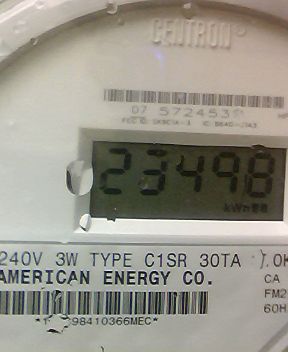 CENTRON®
07 572453
23498
kWh
240V 3W TYPE C1SR 30TA
AMERICAN ENERGY CO. CA
FM2
60H
98410366MEC*